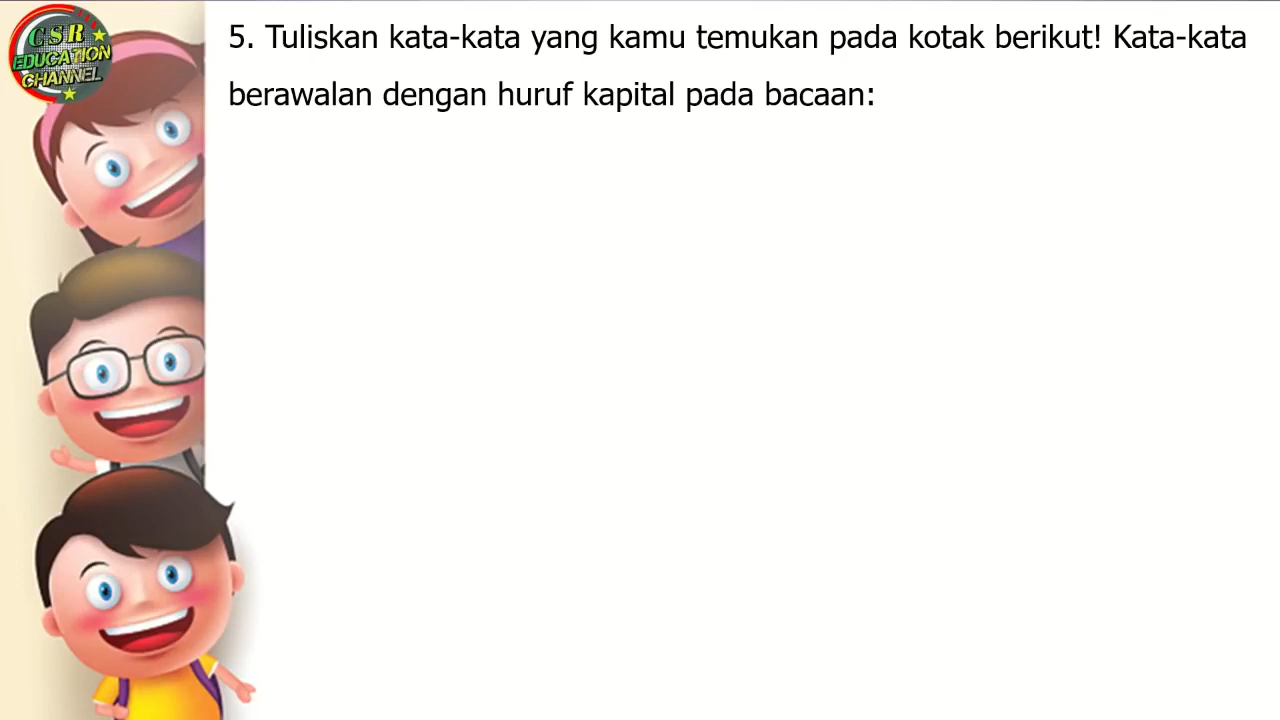 CSR
EDUCATION
CHANNEL
5. Tuliskan kata-kata yang kamu temukan pada kotak berikut! Kata-kata
berawalan dengan huruf kapital pada bacaan: